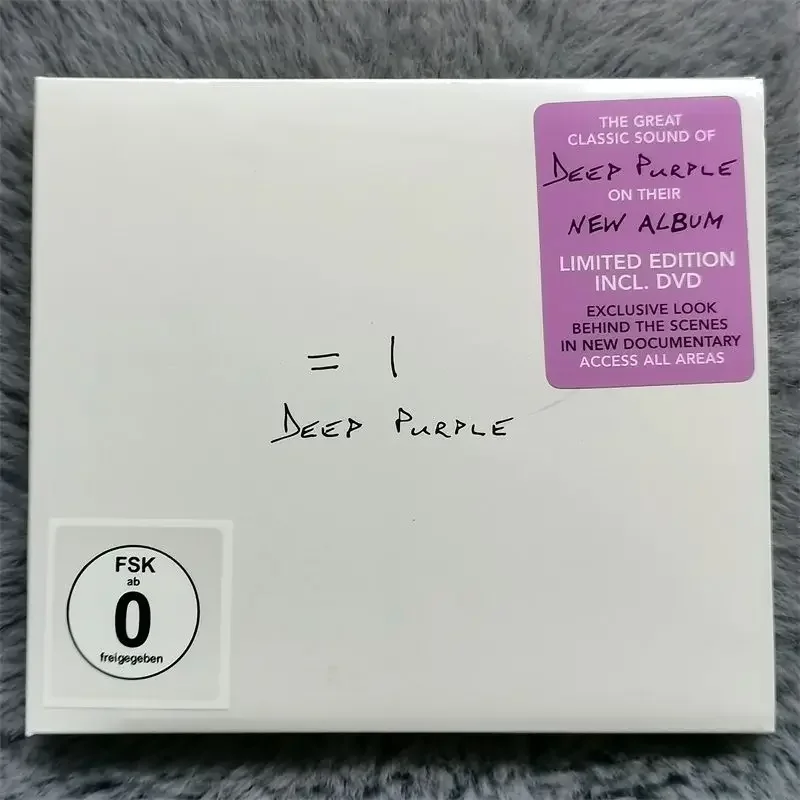 THE GREAT
CLASSIC SOUND OF
DEEP PURPLE
ON THEIR
NEW ALBUM
LIMITED EDITION
INCL. DVD
EXCLUSIVE LOOK
BEHIND THE SCENES
IN NEW DOCUMENTARY
ACCESS ALL AREAS
= 1
DEEP PURPLE
FSK
ab
0
freigegeben